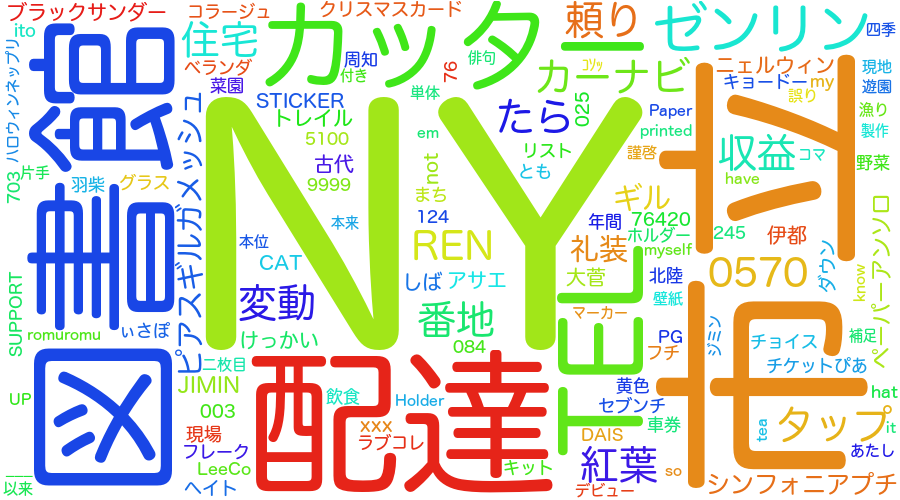 ブラックサンダー
コラージュ
クリスマスカード
頼り
ゼンリン
四季
ito
住宅
カッター
俳句
コソッ
カーナビ
ニェルウィン
現地
ハロウィンネップリ
図書館
ベランダ
菜園
周知
付き
76
025
キョードー
my
遊園
誤り
漁り
STICKER
単体
Paper
製作
トレイル
たら
printed
5100
em
リスト
謹啓
収益
コマ
野菜
703
片手
羽柴
グラス
古代
not
とも
have
9999
まち
ギル
124
年間
76420
本来
ホルダー
245
伊都
ピアスギルガメッシュ
NY
本位
REN
礼装
myself
CAT
しば
アサエ
大菅
北陸
ダウン
ペーパーアンソロ
0570
壁紙
know
変動
番地
TEL
マーカー
SUPPORT
romuromu
ぃさぽ
けっかい
084
PG
ジミン
補足
フチ
チョイス
二枚目
配達
チケットぴあ
JIMIN
飲食
Holder
黄色
hat
UP
003
セブンチ
xxx
車券
tea
タップ
it
現場
ラブコレ
DAIS
フレーク
紅葉
あたし
LeeCo
キット
so
以来
ヘイト
デビュー
シンフォニアプチ